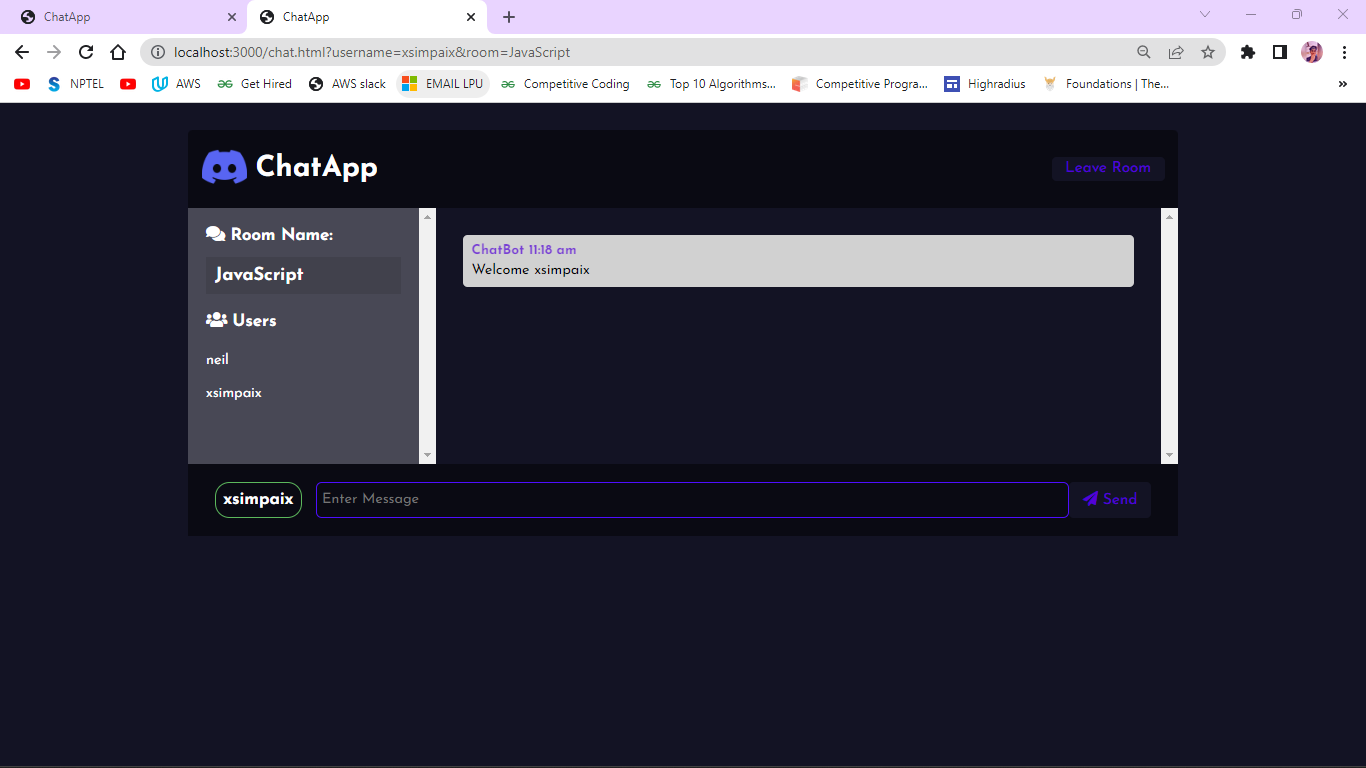 ChatApp
ChatApp
localhost:3000/chat.html?username=xsimpaix&room=JavaScript
NPTEL
AWS
Get Hired
AWS slack
EMAIL LPU
Competitive Coding
Top 10 Algorithms...
Competitive Progra...
Highradius
Foundations | The...
ChatApp
Leave Room
Room Name:
JavaScript
Users
neil
xsimpaix
ChatBot 11:18 am
Welcome xsimpaix
xsimpaix
Enter Message
Send